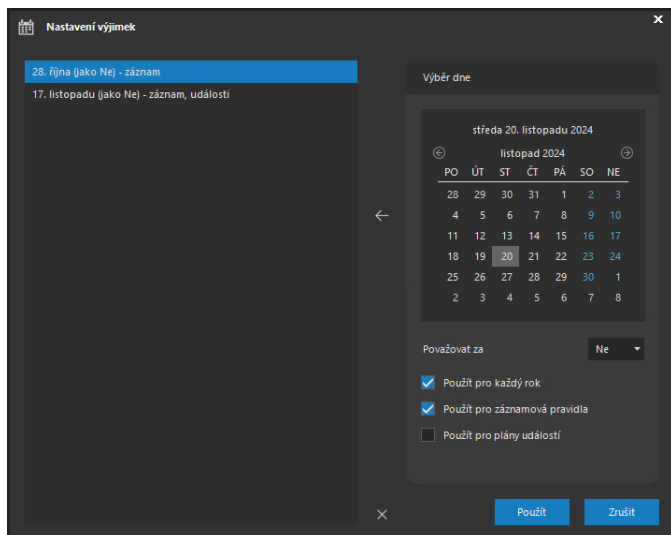 Nastavení výjimek
28. října (jako Ne) - záznam
17. listopadu (jako Ne) - záznam, události
Výběr dne
středa 20. listopadu 2024
listopad 2024
PO ÚT ST ČT PÁ SO NE
28 29 30 31 1 2 3
4 5 6 7 8 9 10
11 12 13 14 15 16 17
18 19 20 21 22 23 24
25 26 27 28 29 30 1
2 3 4 5 6 7 8
Považovat za Ne
Použít pro každý rok
Použít pro záznamová pravidla
Použít pro plány událostí
Použít Zrušit